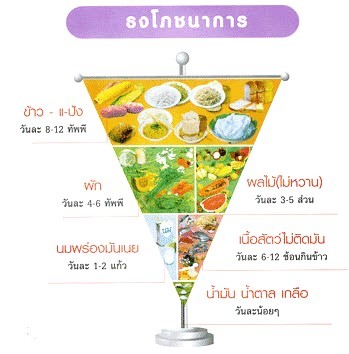 ธงโภชนาการ
ข้าว - แป้ง
วันละ 8-12 ทัพพี
ผัก
วันละ 4-6 ทัพพี
ผลไม้(ไม่หวาน)
วันละ 3-5 ส่วน
นมพร่องมันเนย
วันละ 1-2 แก้ว
เนื้อสัตว์ไม่ติดมัน
วันละ 6-12 ช้อนกินข้าว
น้ำมัน น้ำตาล เกลือ
วันละน้อยๆ